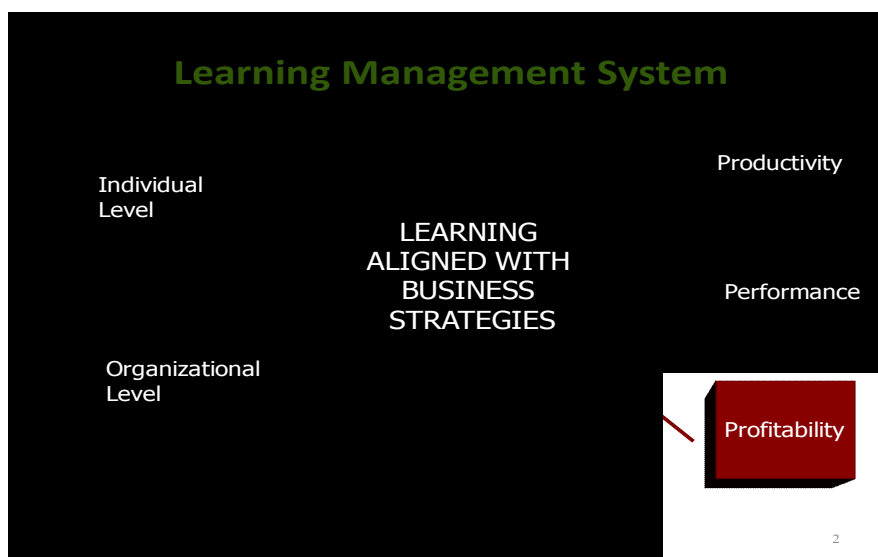 Learning Management System
Individual
Level
Organizational
Level
LEARNING
ALIGNED WITH
BUSINESS
STRATEGIES
Productivity
Performance
Profitability
2